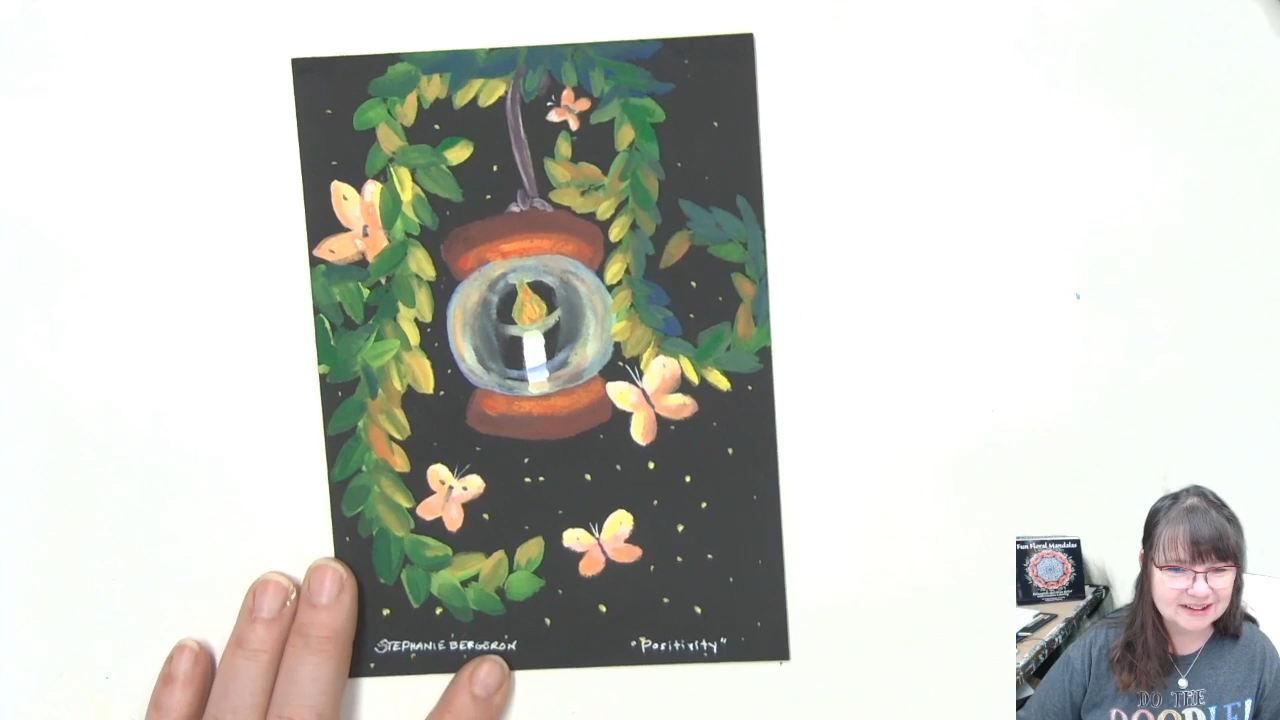 STEPHANIE BERGERON
"Positivity"
Fun Floral Mandalas
DO THE
DOODLE!